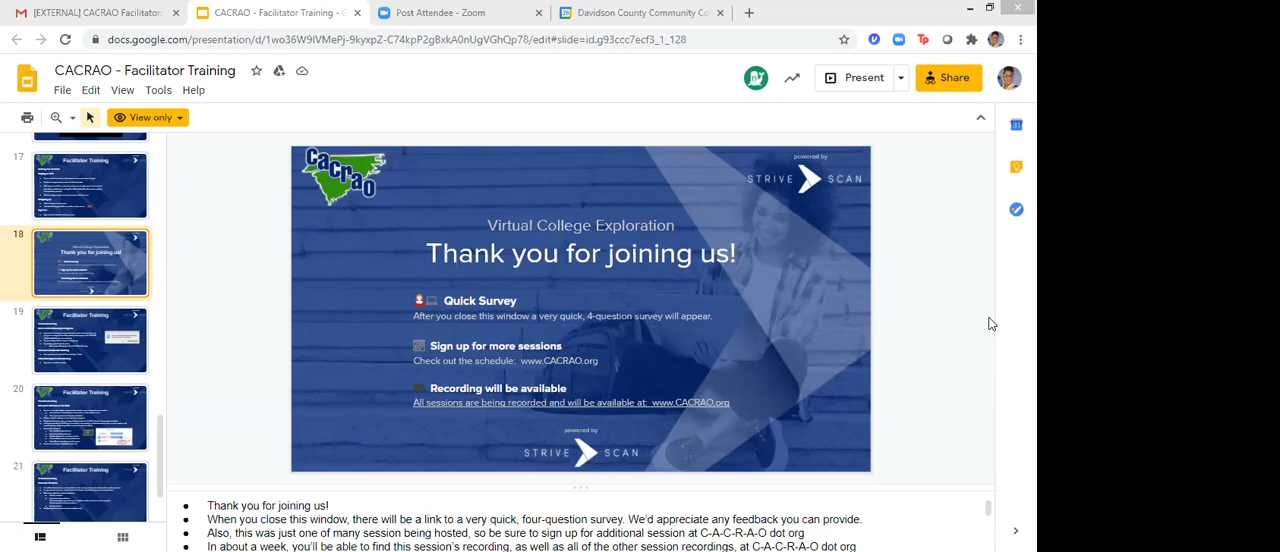 [EXTERNAL] CACRAO Facilitator:
CACRAO - Facilitator Training - G
Post Attendee - Zoom
Davidson County Community Co
docs.google.com/presentation/d/
CACRAO - Facilitator Training
File Edit View Tools Help
Present
Share
View only
17
Facilitator Training
18
Virtual College Exploration
Thank you for joining us!
19
Facilitator Training
20
Facilitator Training
21
Facilitator Training
cacrao
powered by
STRIVE SCAN
Virtual College Exploration
Thank you for joining us!
Quick Survey
After you close this window a very quick, 4-question survey will appear.
Sign up for more sessions
Check out the schedule: www.CACRAO.org
Recording will be available
All sessions are being recorded and will be available at: www.CACRAO.org
powered by
STRIVE SCAN
● Thank you for joining us!
● When you close this window, there will be a link to a very quick, four-question survey. We'd appreciate any feedback you can provide.
● Also, this was just one of many session being hosted, be sure to sign up for additional session at C-A-C-R-A-O dot org
● In about a week, you'll be able to find this session's recording, as well as all of the other session recordings, at C-A-C-R-A-O dot org